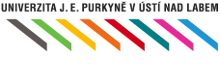 UNIVERZITA J. E. PURKYNĚ V ÚSTÍ NAD LABEM